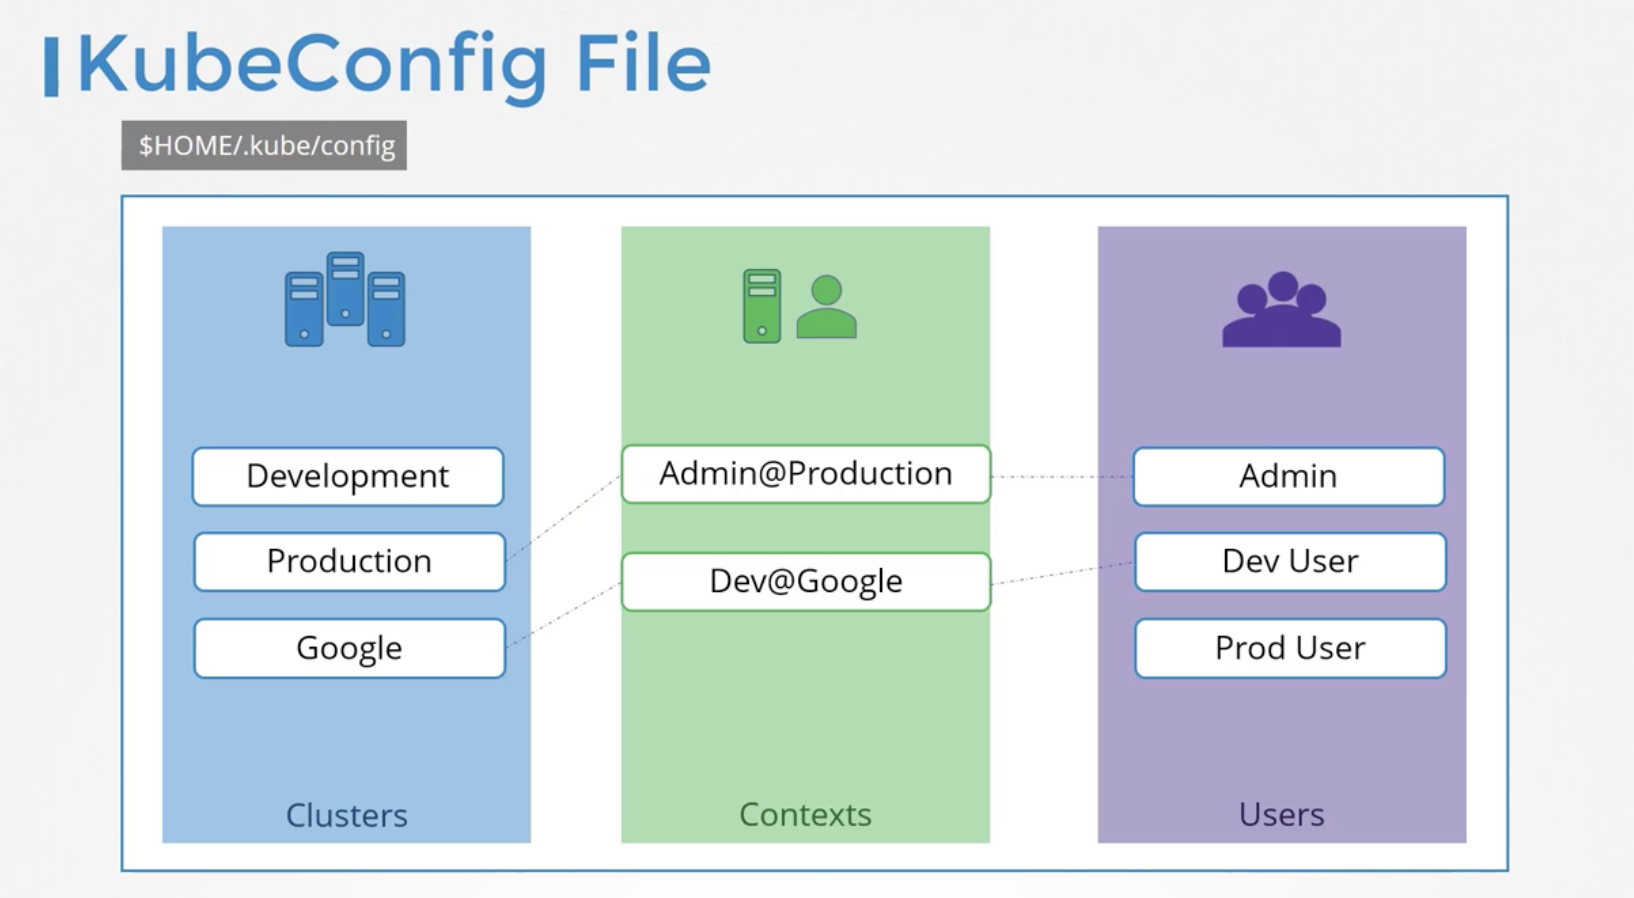 KubeConfig File
$HOME/.kube/config
Development
Production
Google
Clusters
Admin@Production
Dev@Google
Contexts
Admin
Dev User
Prod User
Users